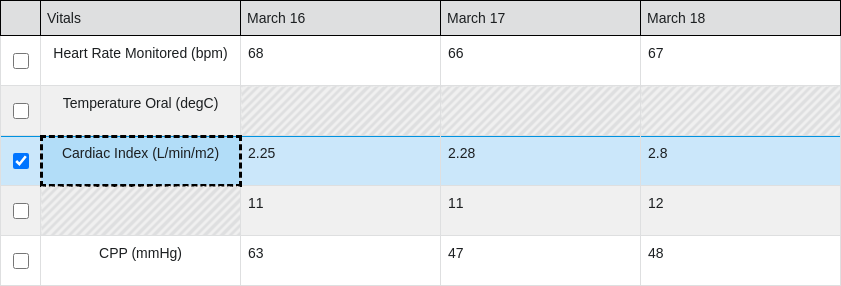 Vitals March 16 March 17 March 18
Heart Rate Monitored (bpm) 68 66 67
Temperature Oral (degC)
Cardiac Index (L/min/m2) 2.25 2.28 2.8
11 11 12
CPP (mmHg) 63 47 48